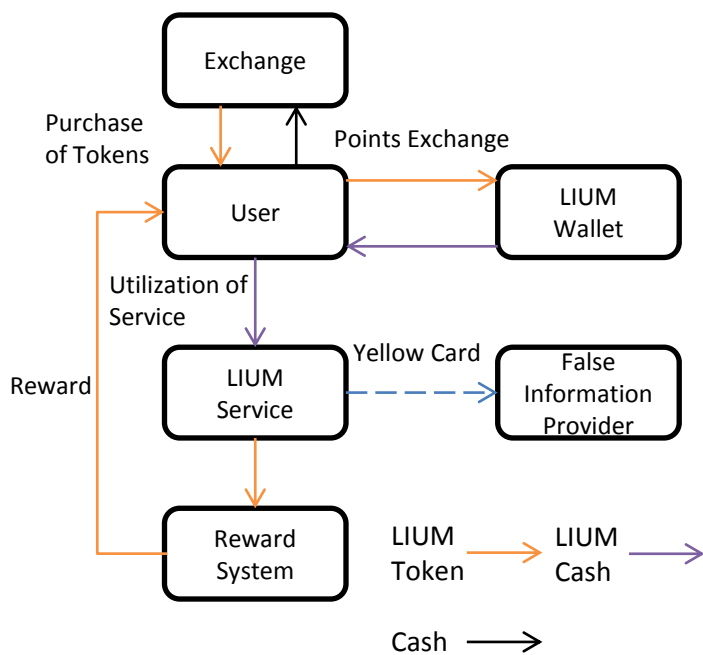 Exchange
Purchase
of Tokens
Points Exchange
User
LIUM
Wallet
Utilization of
Service
Yellow Card
LIUM
Service
False
Information
Provider
Reward
Reward
System
LIUM
Token
LIUM
Cash
Cash